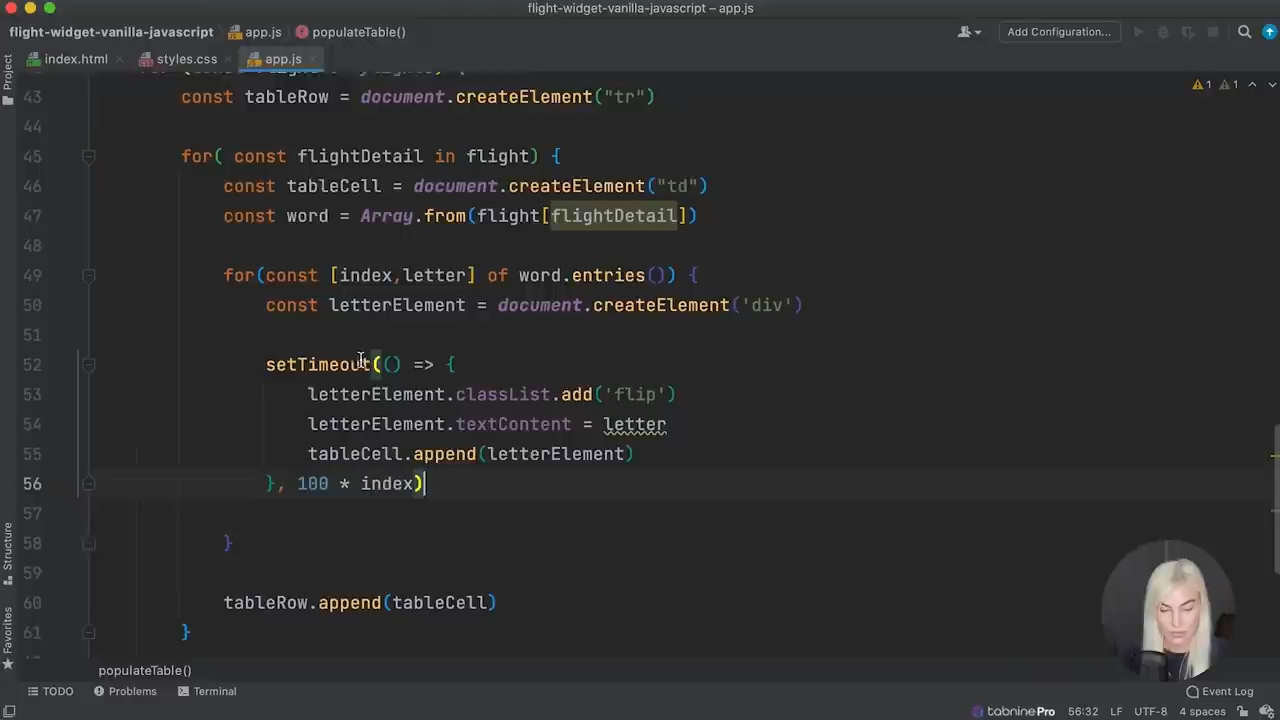 flight-widget-vanilla-javascript – app.js
flight-widget-vanilla-javascript app.js populateTable() Add Configuration...
index.html styles.css app.js
Project
43 const tableRow = document.createElement("tr")
44
45 for( const flightDetail in flight) {
46 const tableCell = document.createElement("td")
47 const word = Array.from(flight[flightDetail])
48
49 for(const [index,letter] of word.entries()) {
50 const letterElement = document.createElement('div')
51
52 setTimeout(() => {
53 letterElement.classList.add('flip')
54 letterElement.textContent = letter
55 tableCell.append(letterElement)
56 }, 100 * index)
57
58 }
59
60 tableRow.append(tableCell)
61 }
1 1
Structure
Favorites
populateTable()
TODO Problems Terminal Event Log
tabnine Pro 56:32 LF UTF-8 4 spaces